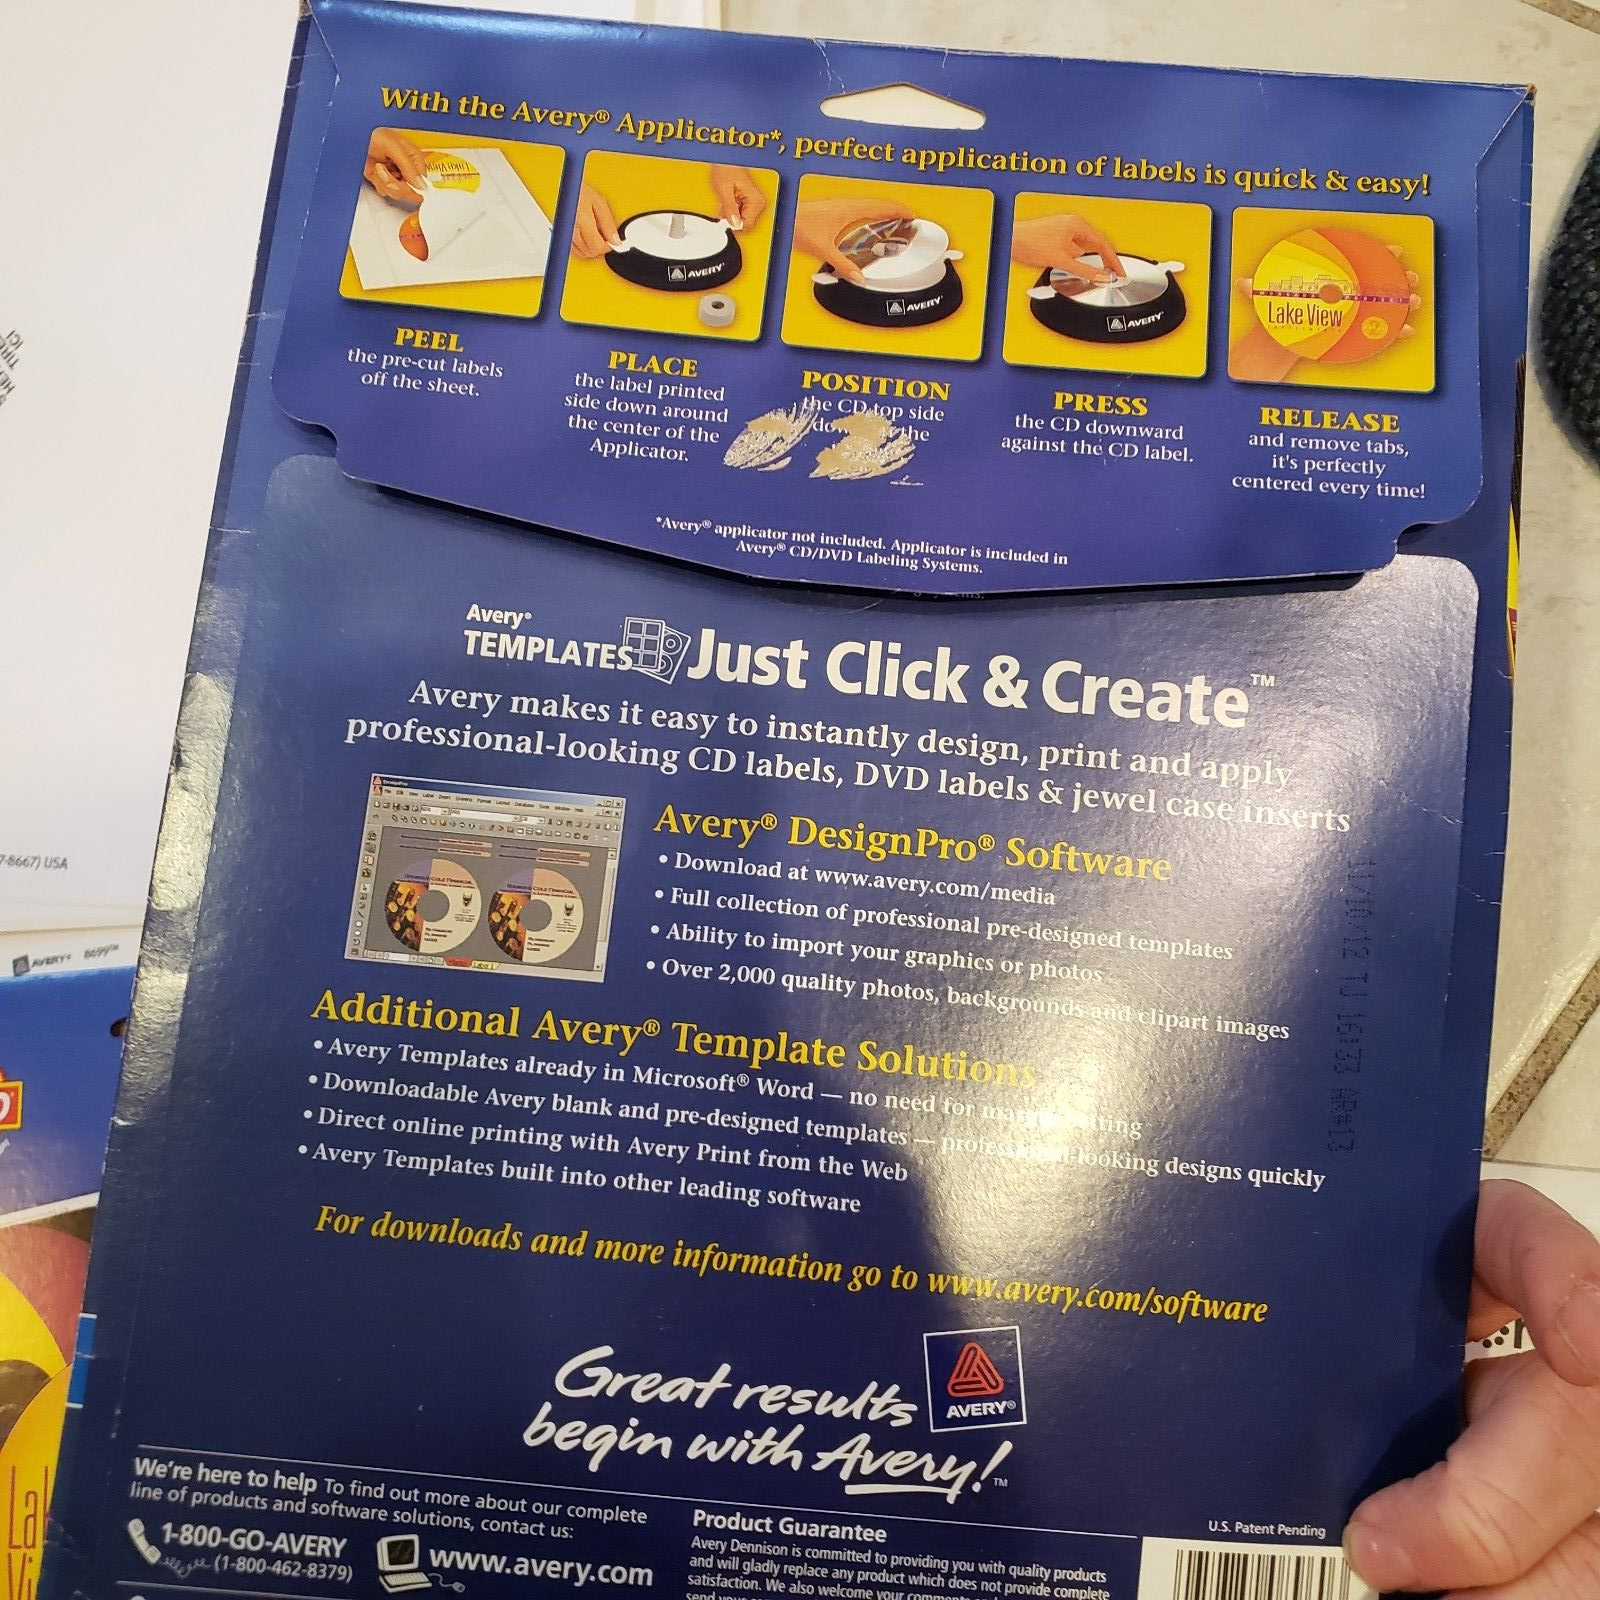 With the Avery® Applicator*, perfect application of labels is quick & easy!
Lake View
AVERY
AVERY
AVERY
Lake View
PEEL
the pre-cut labels
off the sheet.
PLACE
the label printed
side down around
the center of the
Applicator.
POSITION
the CD top side
the
PRESS
the CD downward
against the CD label.
RELEASE
and remove tabs,
it's perfectly
centered every time!
*Avery® applicator not included. Applicator is included in
Avery® CD/DVD Labeling Systems.
Avery®
TEMPLATES
Just Click & Create™
Avery makes it easy to instantly design, print and apply
professional-looking CD labels, DVD labels & jewel case inserts
Avery® DesignPro® Software
• Download at www.avery.com/media
• Full collection of professional pre-designed templates
• Ability to import your graphics or photos
• Over 2,000 quality photos, backgrounds and clipart images
Additional Avery® Template Solutions
• Avery Templates already in Microsoft® Word — no need for
• Downloadable Avery blank and pre-designed templates — professional-looking designs quickly
• Direct online printing with Avery Print from the Web
• Avery Templates built into other leading software
For downloads and more information go to www.avery.com/software
Great results
begin with Avery!™
AVERY®
We're here to help To find out more about our complete
line of products and software solutions, contact us:
1-800-GO-AVERY
(1-800-462-8379)
www.avery.com
Product Guarantee
Avery Dennison is committed to providing you with quality products
and will gladly replace any product which does not provide complete
satisfaction. We also welcome your
U.S. Patent Pending
7-8667) USA
AVERY® 8699™